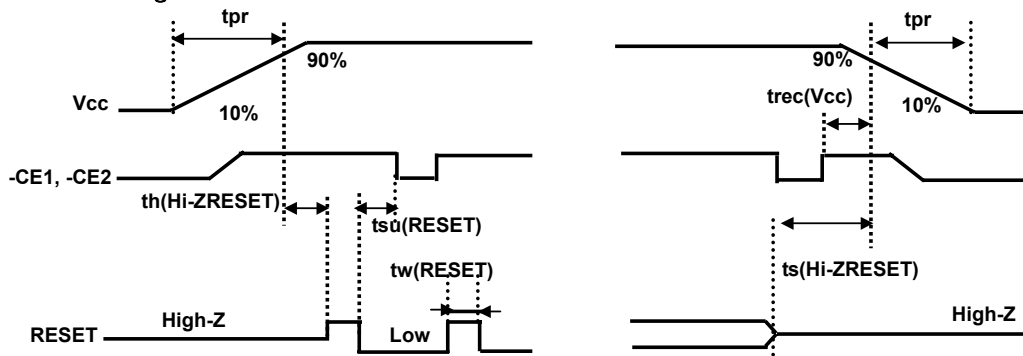 tpr
90%
Vcc
10%
-CE1, -CE2
th(Hi-ZRESET)
tsu(RESET)
tw(RESET)
RESET
High-Z
Low
tpr
90%
trec(Vcc)
10%
ts(Hi-ZRESET)
High-Z